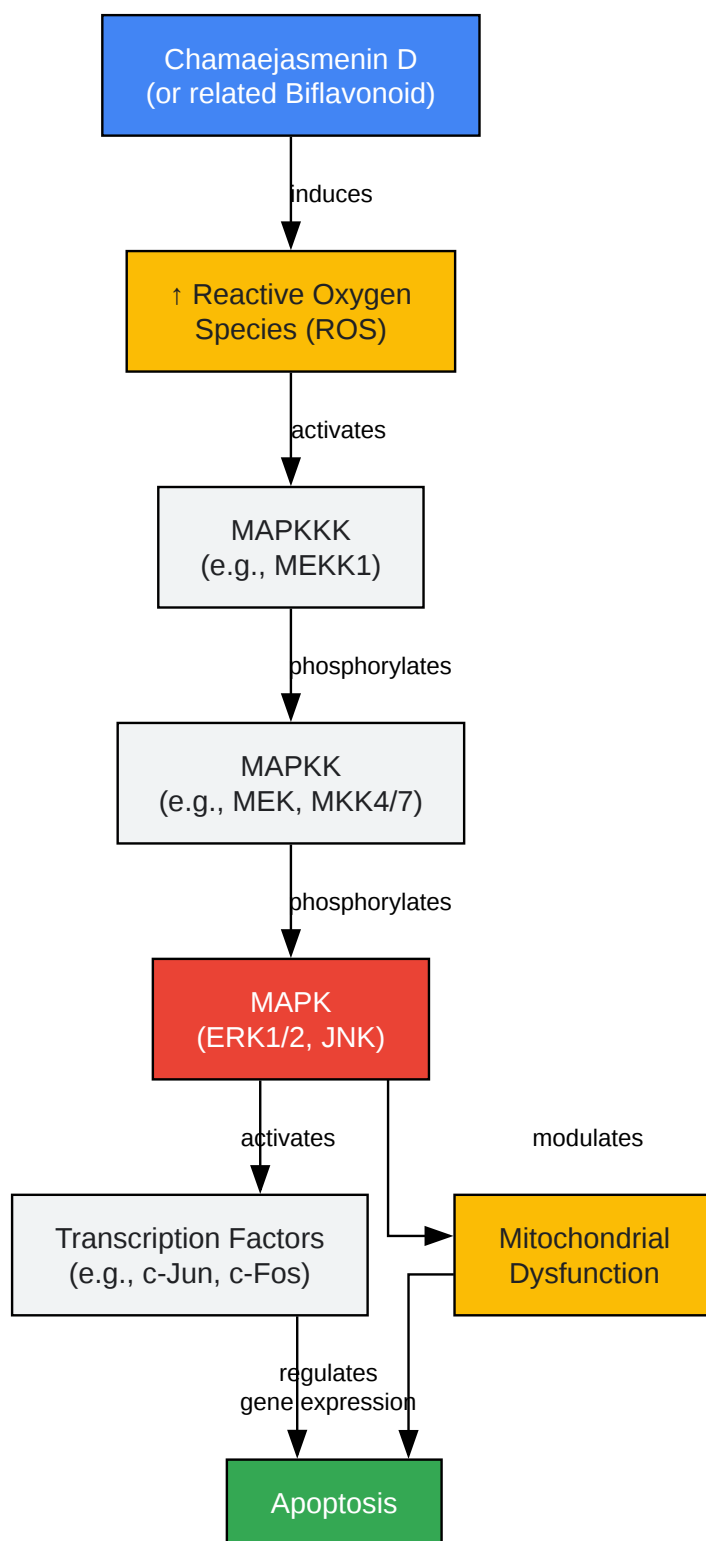 Chamaejasmenin D
(or related Biflavonoid)
induces
↑ Reactive Oxygen
Species (ROS)
activates
MAPKKK
(e.g., MEKK1)
phosphorylates
MAPKK
(e.g., MEK, MKK4/7)
phosphorylates
MAPK
(ERK1/2, JNK)
activates
modulates
Transcription Factors
(e.g., c-Jun, c-Fos)
Mitochondrial
Dysfunction
regulates
gene expression
Apoptosis